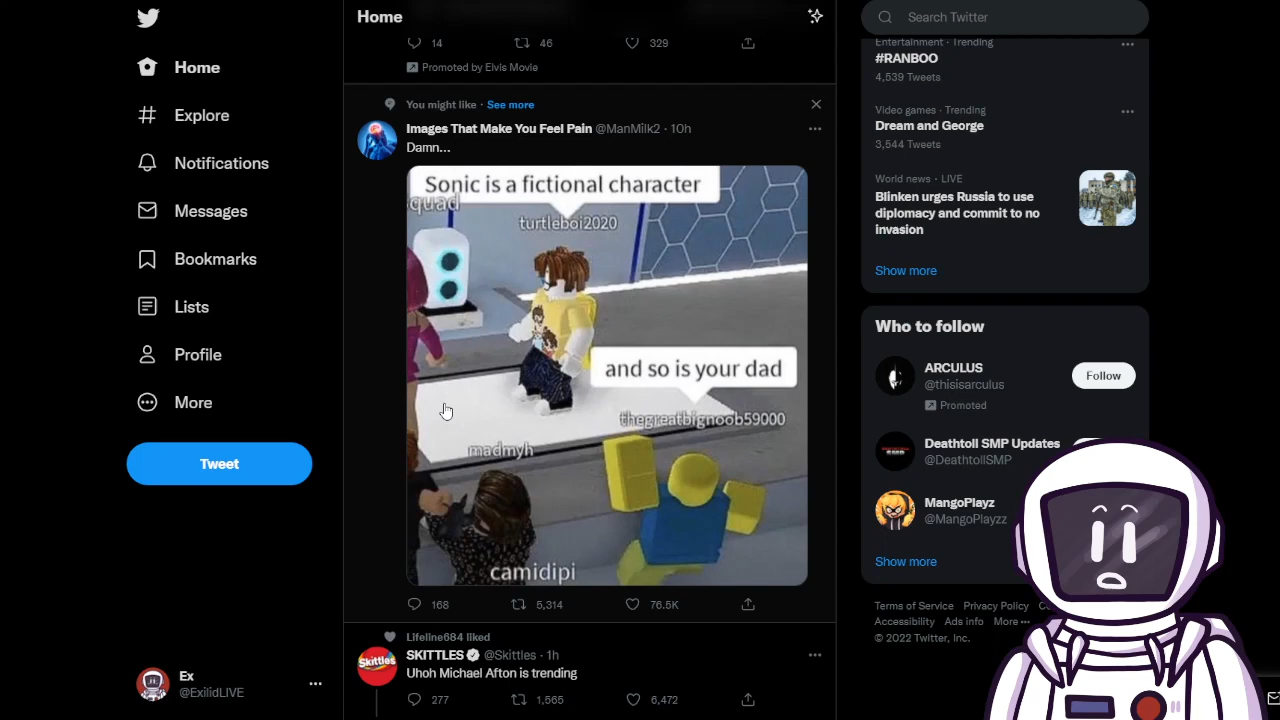 Home
Explore
Notifications
Messages
Bookmarks
Lists
Profile
More
Tweet
Ex
@ExilidLIVE
Home
14 46 329
Promoted by Elvis Movie
You might like · See more
Images That Make You Feel Pain @ManMilk2 · 10h
Damn...
Sonic is a fictional character
quad
turtleboi2020
and so is your dad
thegreatbignoob59000
madmyh
camidipi
168 5,314 76.5K
Lifeline684 liked
SKITTLES @Skittles · 1h
Skittles
Uhoh Michael Afton is trending
277 1,565 6,472
Search Twitter
Entertainment · Trending
#RANBOO
4,539 Tweets
Video games · Trending
Dream and George
3,544 Tweets
World news · LIVE
Blinken urges Russia to use
diplomacy and commit to no
invasion
Show more
Who to follow
ARCULUS
@thisisarculus
Follow
Promoted
Deathtoll SMP Updates
@DeathtollSMP
MangoPlayz
@MangoPlayzz
Show more
Terms of Service Privacy Policy
Accessibility Ads info More
© 2022 Twitter, Inc.